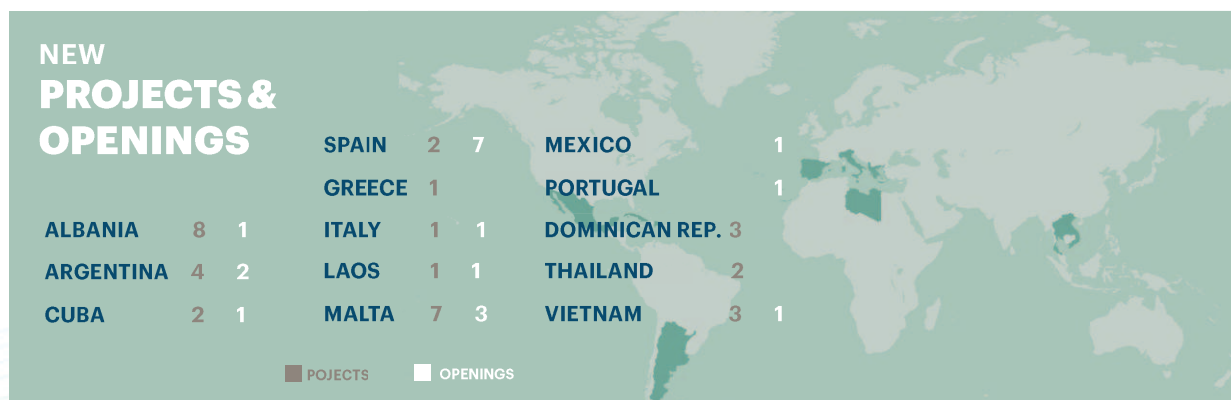 NEW
PROJECTS &
OPENINGS
ALBANIA 8 1
ARGENTINA 4 2
CUBA 2 1
SPAIN 2 7
GREECE 1
ITALY 1 1
LAOS 1 1
MALTA 7 3
MEXICO 1
PORTUGAL 1
DOMINICAN REP. 3
THAILAND 2
VIETNAM 3 1
POJECTS OPENINGS